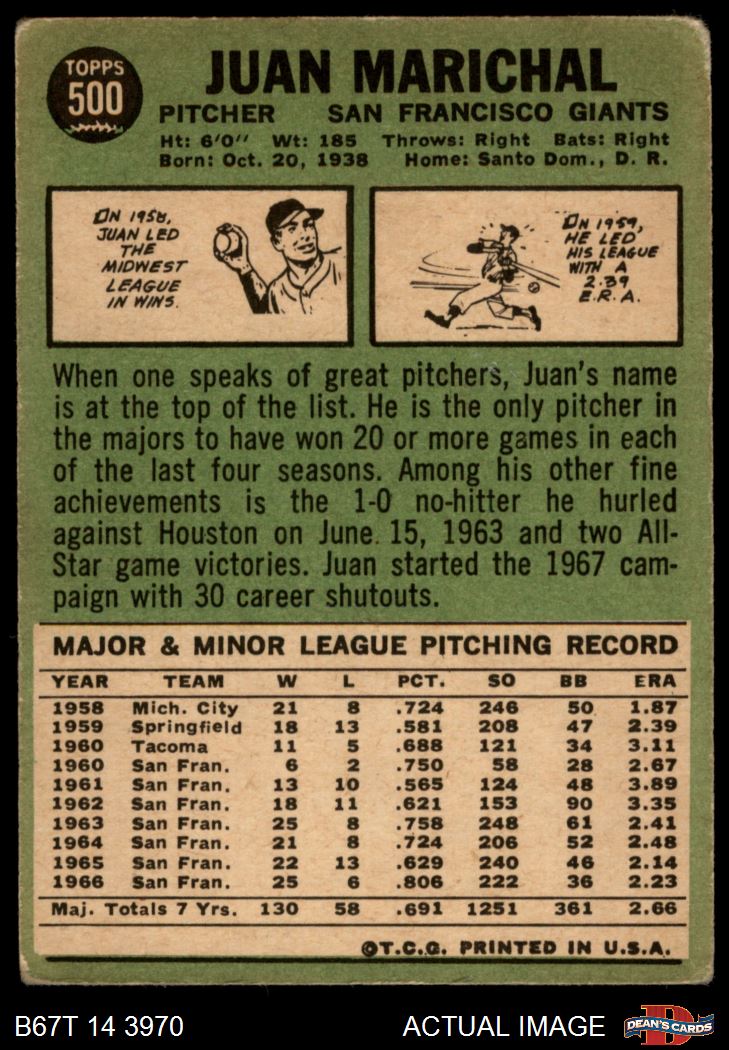 TOPPS
500
JUAN MARICHAL
PITCHER SAN FRANCISCO GIANTS
Ht: 6'0" Wt: 185 Throws: Right Bats: Right
Born: Oct. 20, 1938 Home: Santo Dom., D. R.
IN 1958,
JUAN LED
THE
MIDWEST
LEAGUE
IN WINS.
IN 1959,
HE LED
HIS LEAGUE
WITH A
2.39
E.R.A.
When one speaks of great pitchers, Juan's name
is at the top of the list. He is the only pitcher in
the majors to have won 20 or more games in each
of the last four seasons. Among his other fine
achievements is the 1-0 no-hitter he hurled
against Houston on June 15, 1963 and two All-
Star game victories. Juan started the 1967 cam-
paign with 30 career shutouts.
MAJOR & MINOR LEAGUE PITCHING RECORD
YEAR TEAM W L PCT. SO BB ERA
1958 Mich. City 21 8 .724 246 50 1.87
1959 Springfield 18 13 .581 208 47 2.39
1960 Tacoma 11 5 .688 121 34 3.11
1960 San Fran. 6 2 .750 58 28 2.67
1961 San Fran. 13 10 .565 124 48 3.89
1962 San Fran. 18 11 .621 153 90 3.35
1963 San Fran. 25 8 .758 248 61 2.41
1964 San Fran. 21 8 .724 206 52 2.48
1965 San Fran. 22 13 .629 240 46 2.14
1966 San Fran. 25 6 .806 222 36 2.23
Maj. Totals 7 Yrs. 130 58 .691 1251 361 2.66
©T.C.G. PRINTED IN U.S.A.
B67T 14 3970
ACTUAL IMAGE
D
DEAN'S CARDS